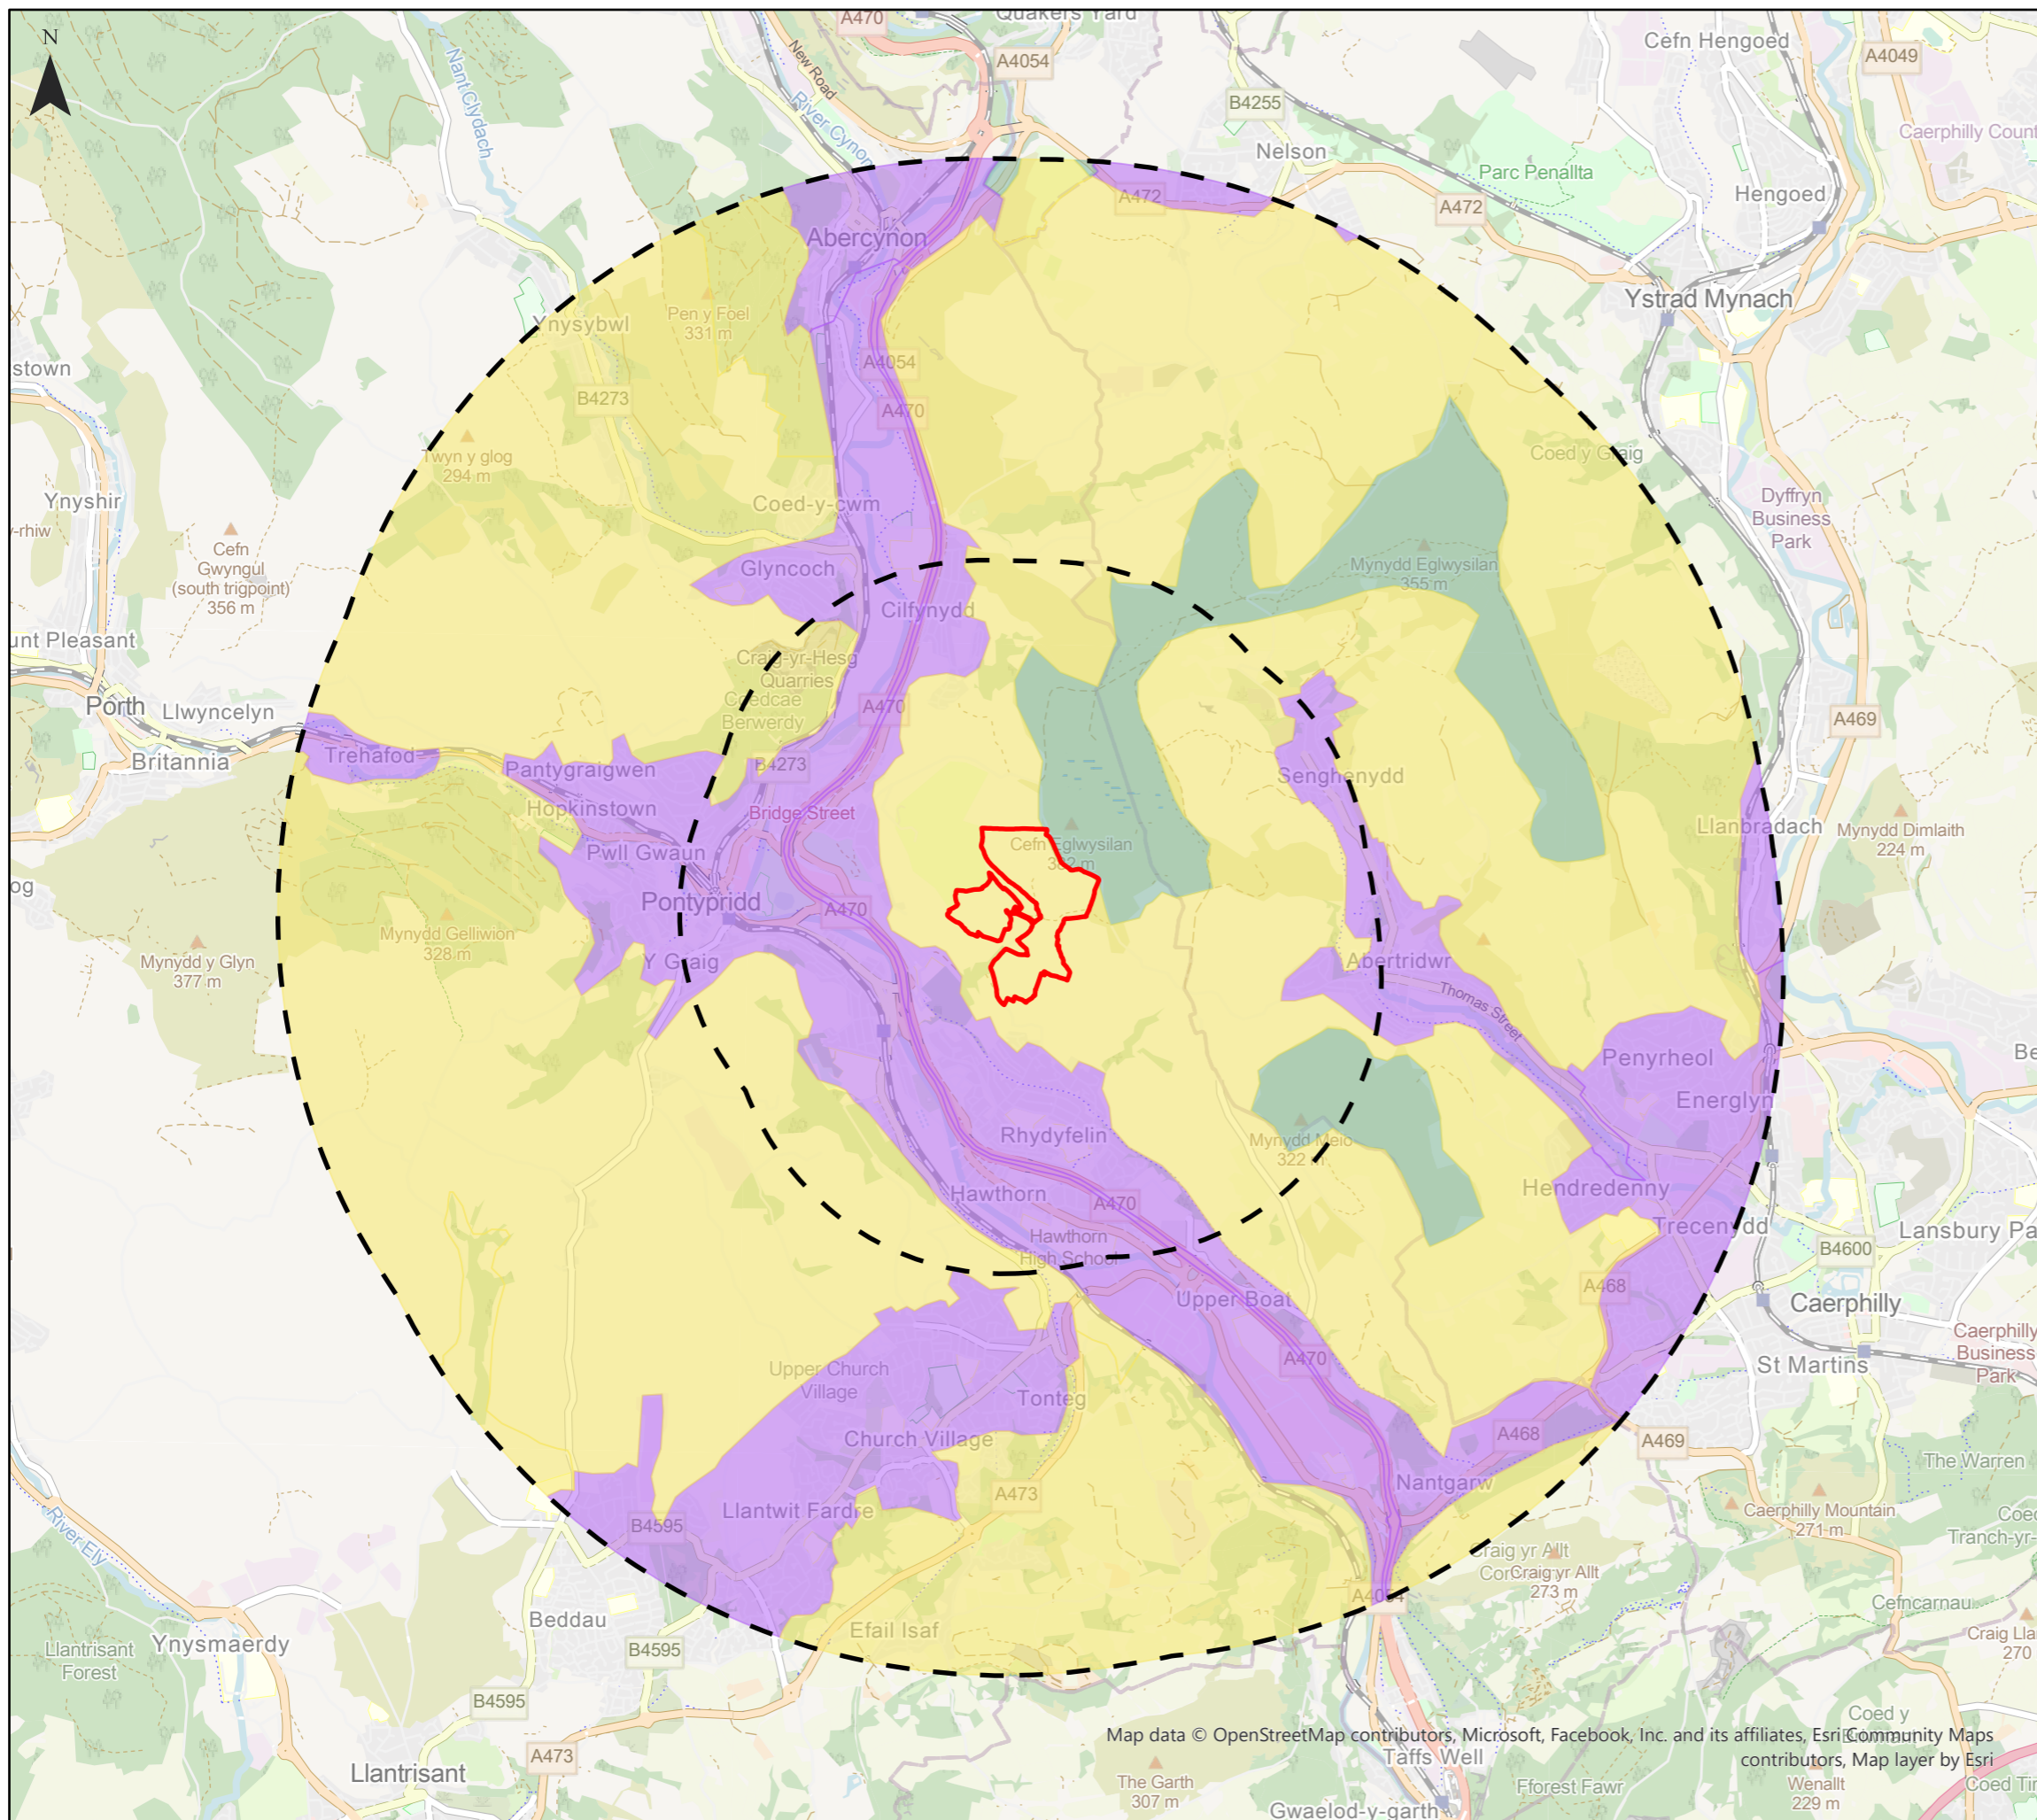 N
A470
Quakers Yard
A4054
New Road
Nant Clydach
River Cynon
B4255
Nelson
Cefn Hengoed
A4049
Caerphilly Count
Parc Penallta
Hengoed
A472
A472
Abercynon
Ystrad Mynach
Pen y Foel
331 m
Ynysybwl
stown
A4054
B4273
A470
Twyn y glog
294 m
Coed y Graig
Ynyshir
Coed-y-cwm
Dyffryn
Business
Park
y-rhiw
Cefn
Gwyngul
(south trigpoint)
356 m
Glyncoch
Mynydd Eglwysilan
355 m
Cilfynydd
unt Pleasant
Craig-yr-Hesg
Quarries
Coedcae
Berwerdy
Porth
Llwyncelyn
A470
A469
Britannia
Trehafod
Pantygraigwen
B4273
Senghenydd
Hopkinstown
Bridge Street
Llanbradach
Mynydd Dimlaith
224 m
Pwll Gwaun
Cefn Eglwysilan
382 m
og
Pontypridd
A470
Mynydd Gelliwion
328 m
Mynydd y Glyn
377 m
Y Graig
Abertridwr
Thomas Street
Penyrheol
Be
Energlyn
Rhydyfelin
Mynydd Meio
322 m
Hawthorn
A470
Hendredenny
Hawthorn
High School
Trecenydd
Lansbury Pa
B4600
A468
Upper Boat
Caerphilly
A470
Upper Church
Village
St Martins
Caerphilly
Business
Park
Tonteg
Church Village
A468
A469
Nantgarw
The Warren
A473
Llantwit Fardre
B4595
Caerphilly Mountain
271 m
Coed
Tranch-yr-
River Ely
Craig yr Allt
Craig yr Allt
273 m
A4054
Cefncarnau
Beddau
Efail Isaf
Craig Lla
270
Llantrisant
Forest
Ynysmaerdy
B4595
B4595
Coed y
Map data © OpenStreetMap contributors, Microsoft, Facebook, Inc. and its affiliates, Esri Community Maps
contributors, Map layer by Esri
A473
Taffs Well
Llantrisant
The Garth
307 m
Fforest Fawr
Wenallt
229 m
Coed Tir
Gwaelod-y-garth